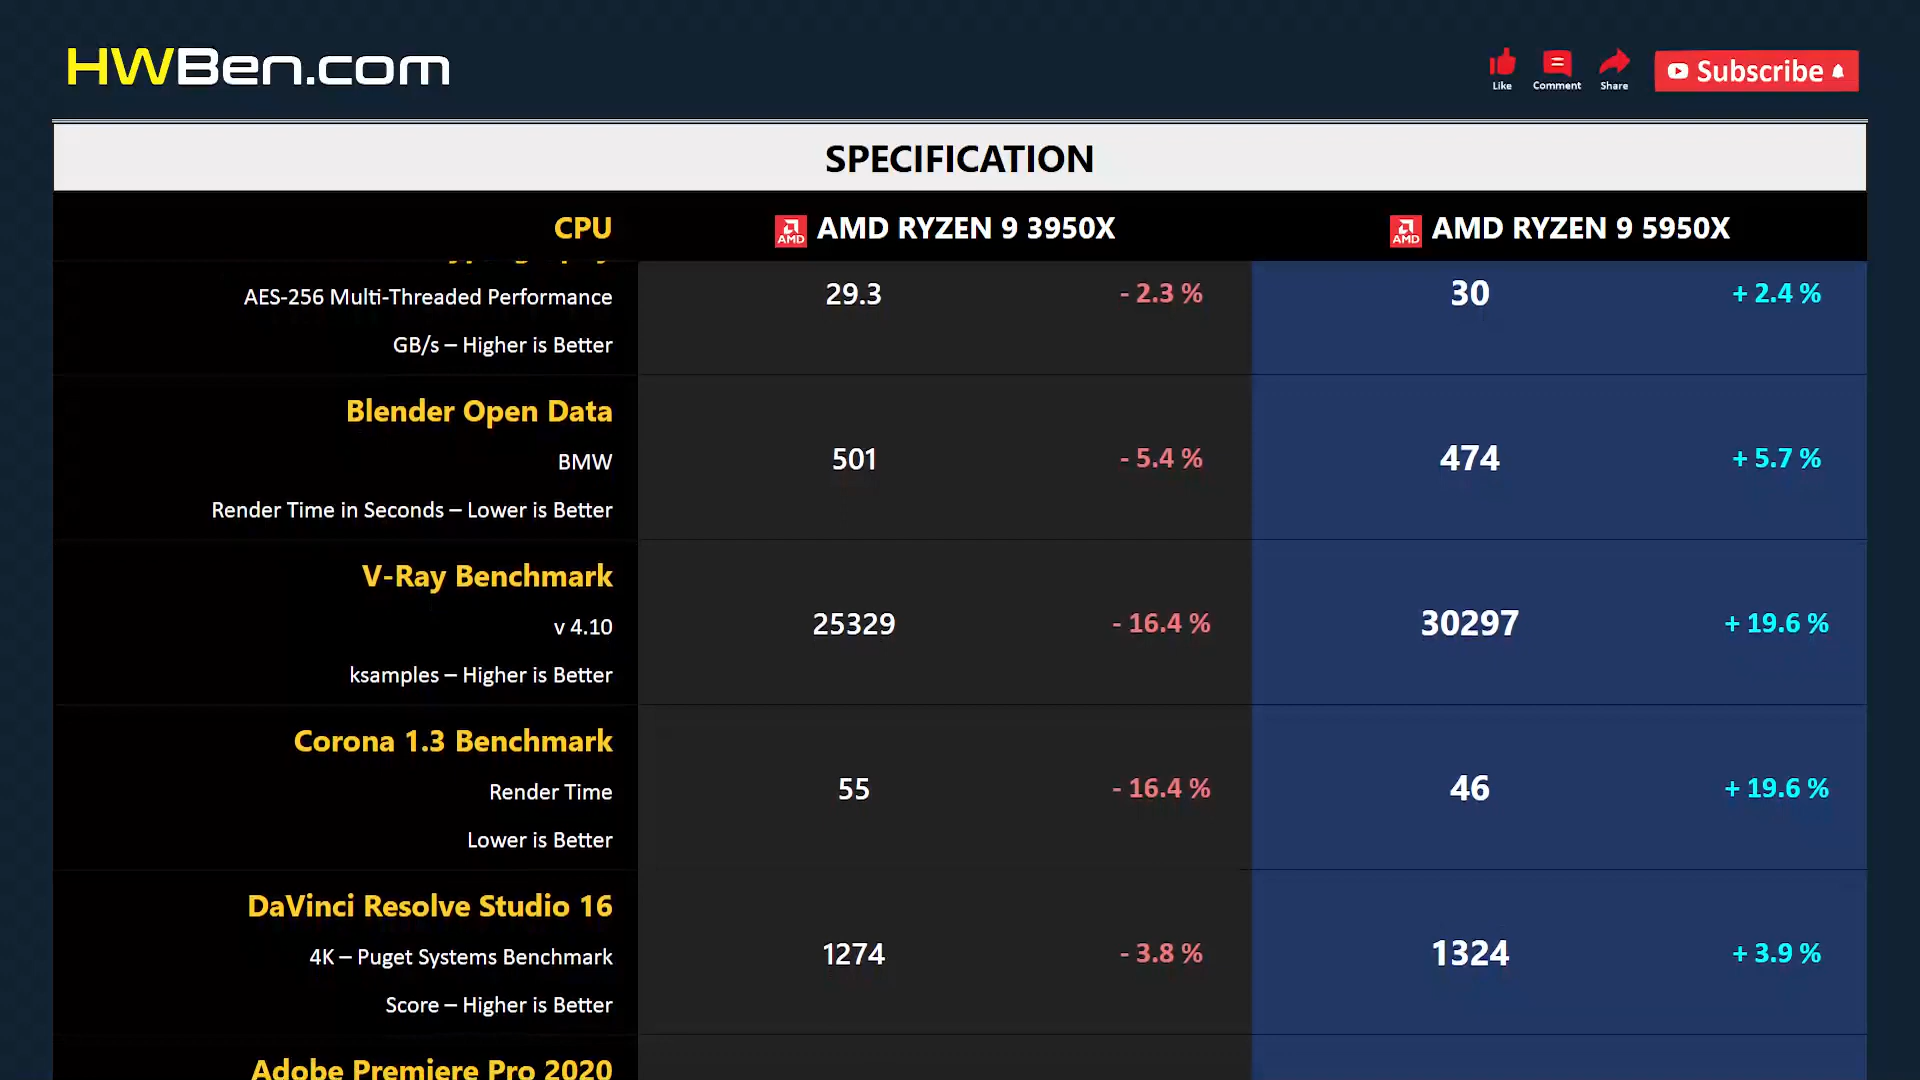 HWBen.com
Like
Comment
Share
Subscribe
SPECIFICATION
CPU
AMD
AMD RYZEN 9 3950X
AMD
AMD RYZEN 9 5950X
AES-256 Multi-Threaded Performance
29.3
- 2.3 %
30
+ 2.4 %
GB/s – Higher is Better
Blender Open Data
BMW
501
- 5.4 %
474
+ 5.7 %
Render Time in Seconds – Lower is Better
V-Ray Benchmark
v 4.10
25329
- 16.4 %
30297
+ 19.6 %
ksamples – Higher is Better
Corona 1.3 Benchmark
Render Time
55
- 16.4 %
46
+ 19.6 %
Lower is Better
DaVinci Resolve Studio 16
4K – Puget Systems Benchmark
1274
- 3.8 %
1324
+ 3.9 %
Score – Higher is Better
Adobe Premiere Pro 2020